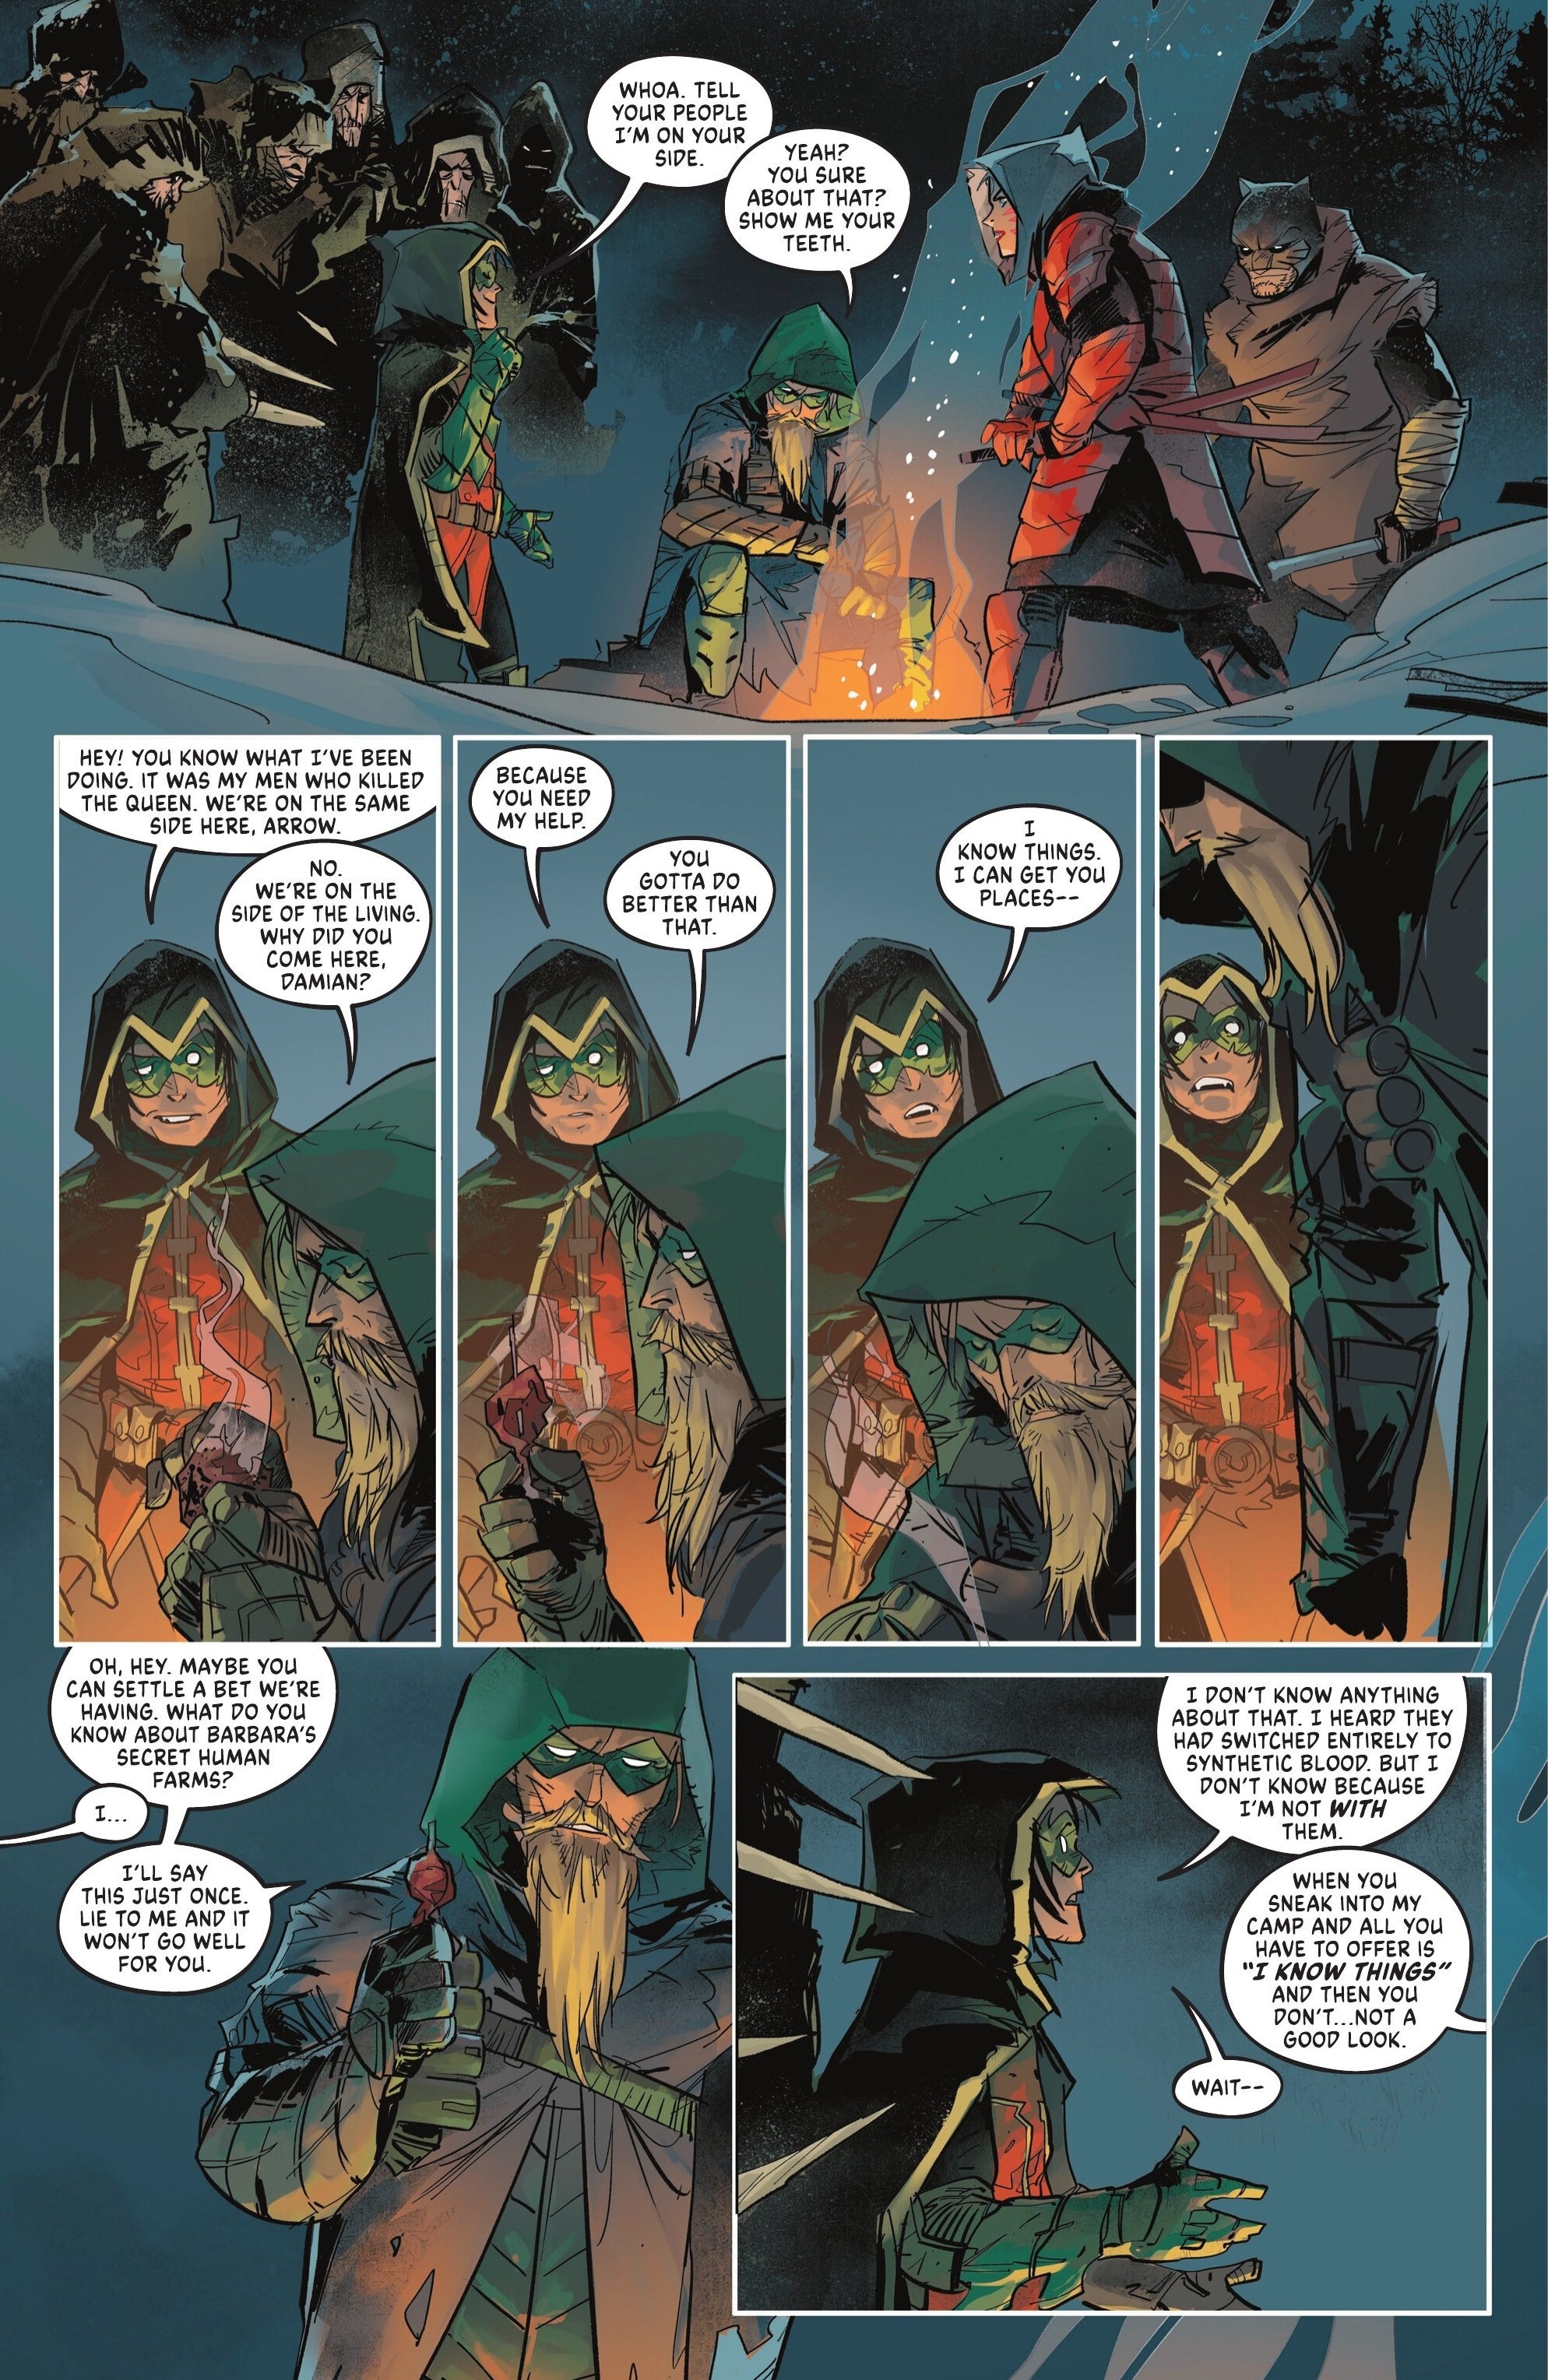 WHOA. TELL
YOUR PEOPLE
I'M ON YOUR
SIDE.
YEAH?
YOU SURE
ABOUT THAT?
SHOW ME YOUR
TEETH.
HEY! YOU KNOW WHAT I'VE BEEN
DOING. IT WAS MY MEN WHO KILLED
THE QUEEN. WE'RE ON THE SAME
SIDE HERE, ARROW.
NO.
WE'RE ON THE
SIDE OF THE LIVING.
WHY DID YOU
COME HERE,
DAMIAN?
BECAUSE
YOU NEED
MY HELP.
YOU
GOTTA DO
BETTER THAN
THAT.
I
KNOW THINGS.
I CAN GET YOU
PLACES--
OH, HEY. MAYBE YOU
CAN SETTLE A BET WE'RE
HAVING. WHAT DO YOU
KNOW ABOUT BARBARA'S
SECRET HUMAN
FARMS?
I...
I'LL SAY
THIS JUST ONCE.
LIE TO ME AND IT
WON'T GO WELL
FOR YOU.
I DON'T KNOW ANYTHING
ABOUT THAT. I HEARD THEY
HAD SWITCHED ENTIRELY TO
SYNTHETIC BLOOD. BUT I
DON'T KNOW BECAUSE
I'M NOT WITH
THEM.
WHEN YOU
SNEAK INTO MY
CAMP AND ALL YOU
HAVE TO OFFER IS
"I KNOW THINGS"
AND THEN YOU
DON'T...NOT A
GOOD LOOK.
WAIT--